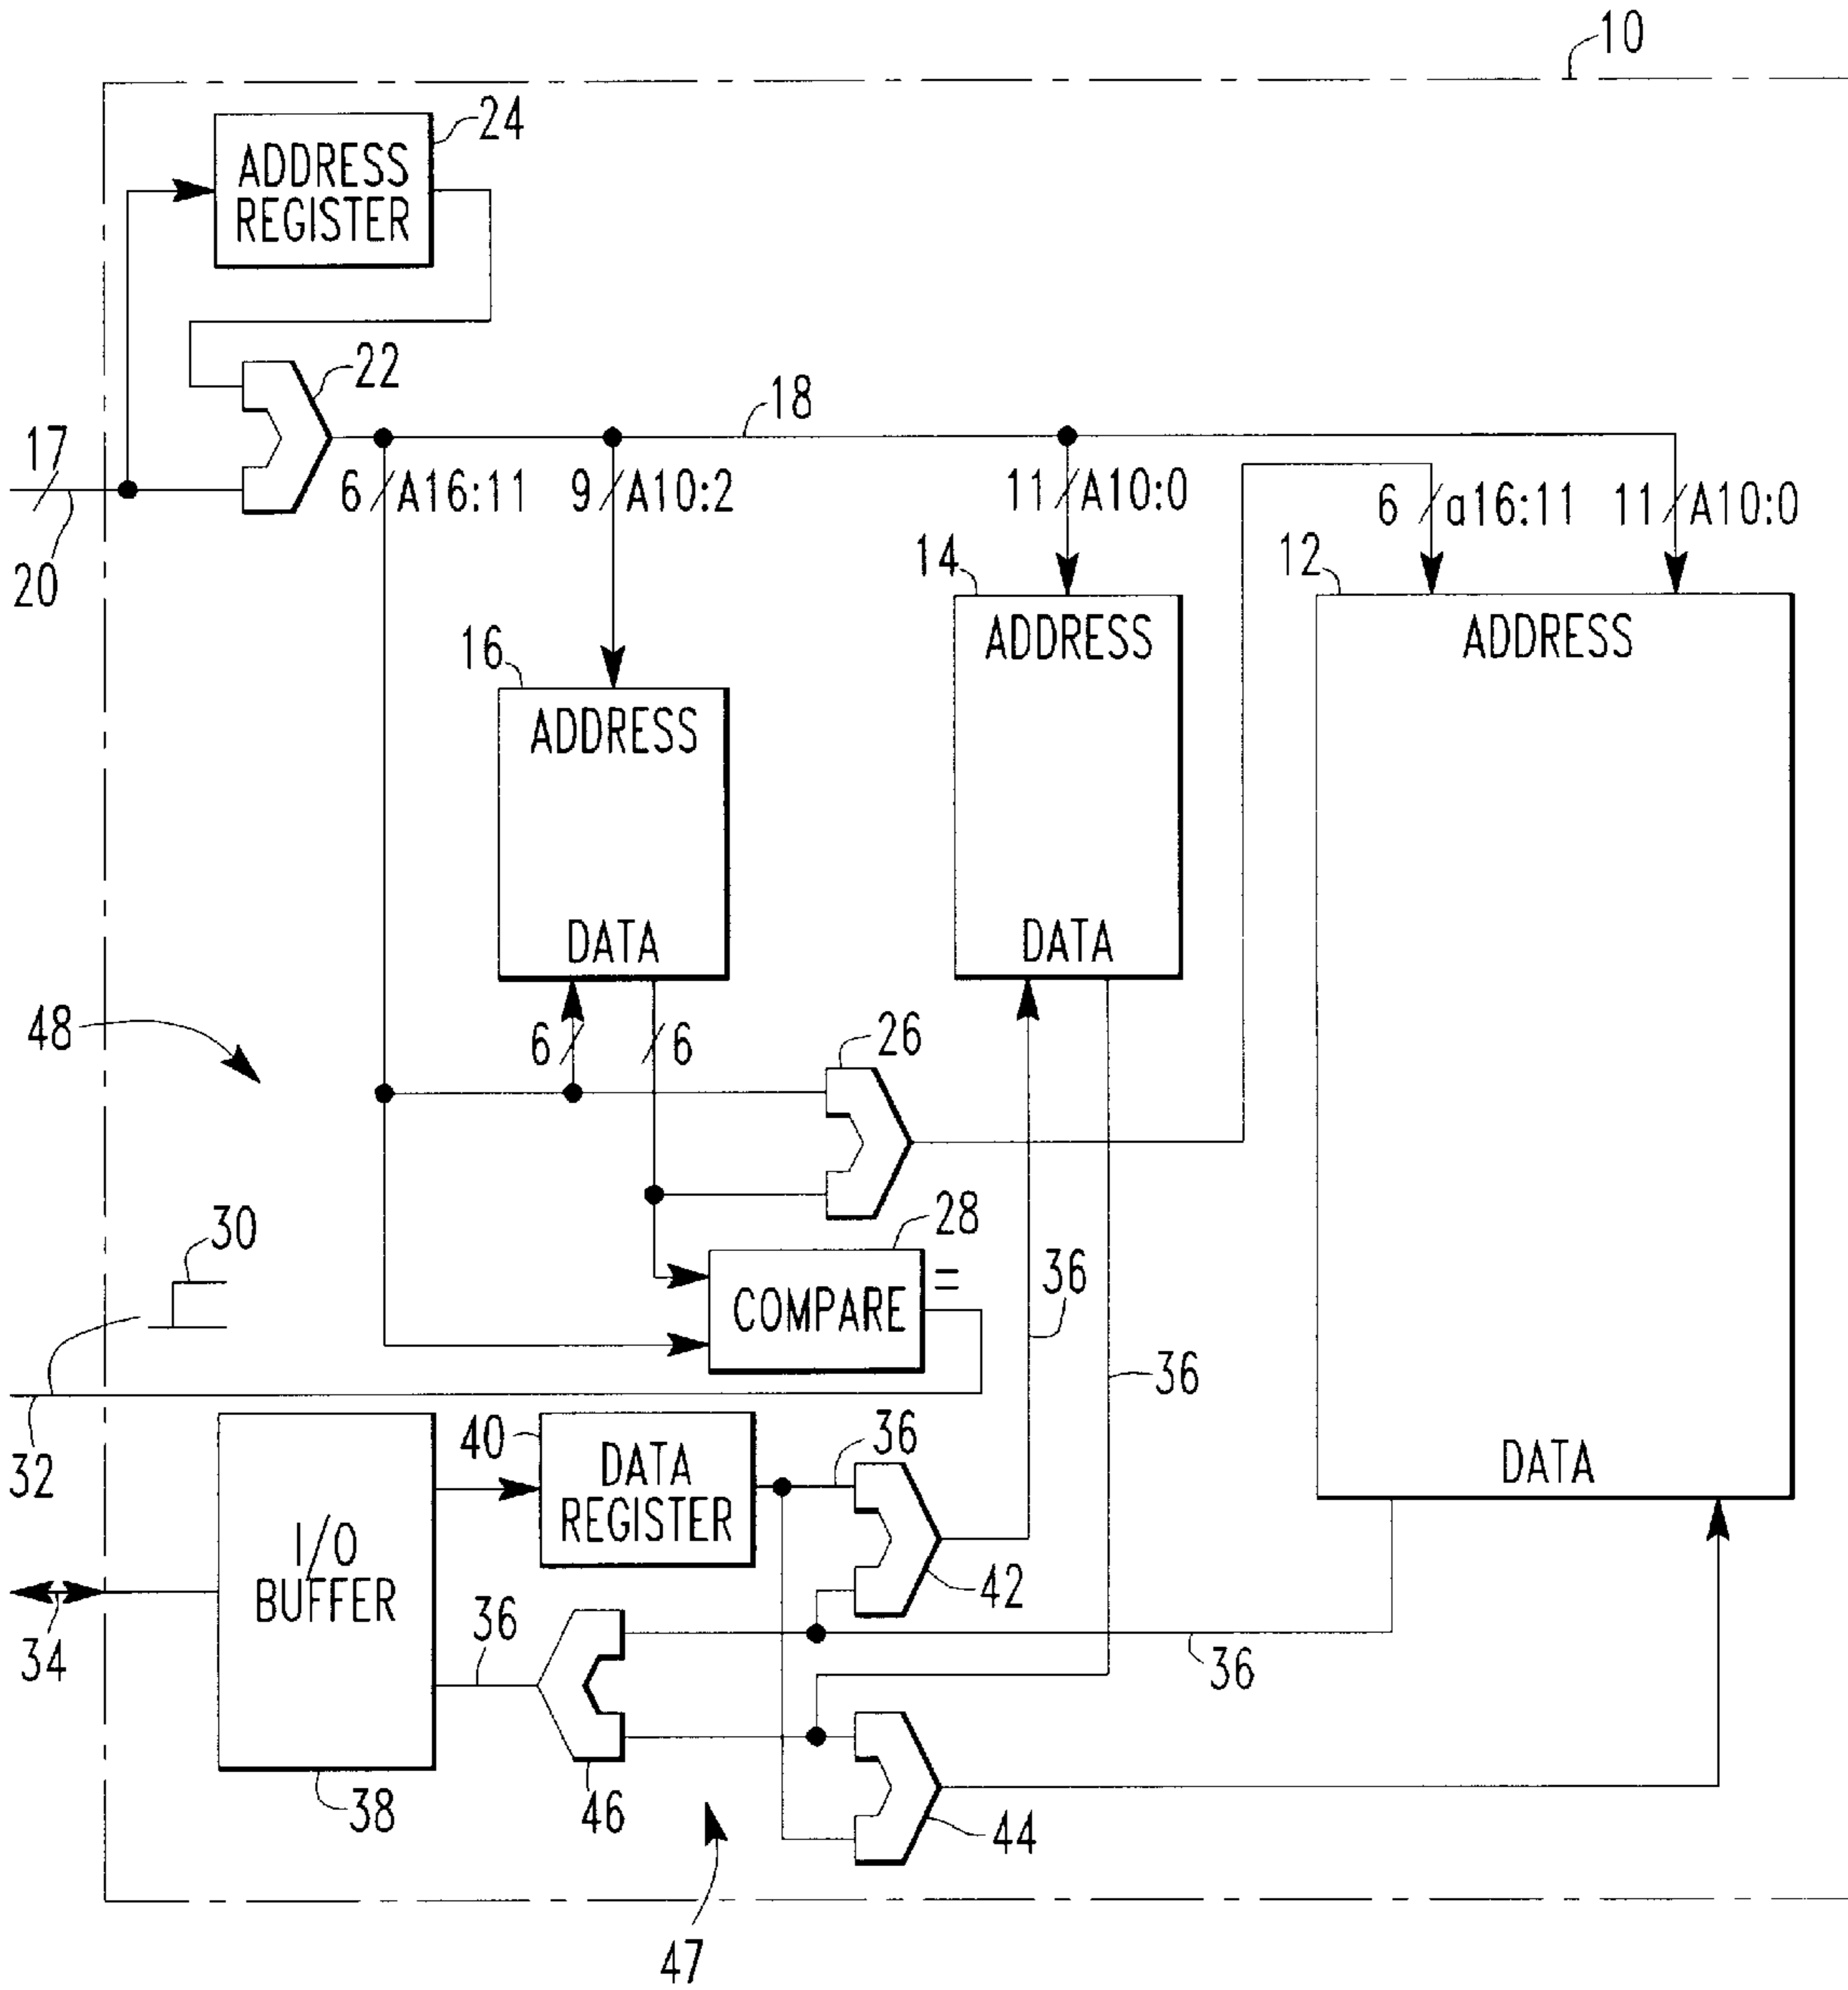 10
24
ADDRESS
REGISTER
22
18
17
6 A16:11
9 A10:2
11 A10:0
6 a16:11
11 A10:0
20
14
12
ADDRESS
ADDRESS
16
ADDRESS
DATA
DATA
48
6
6
26
28
30
=
COMPARE
36
36
32
40
DATA
REGISTER
36
DATA
I/O
BUFFER
42
34
36
36
38
46
44
47